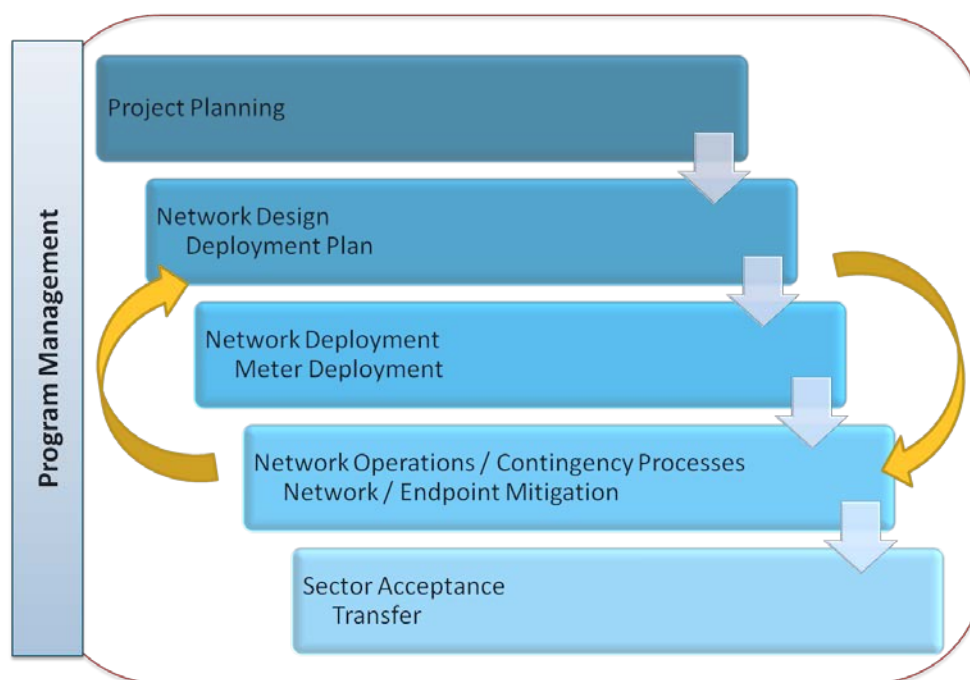 Program Management
Project Planning
Network Design
Deployment Plan
Network Deployment
Meter Deployment
Network Operations / Contingency Processes
Network / Endpoint Mitigation
Sector Acceptance
Transfer